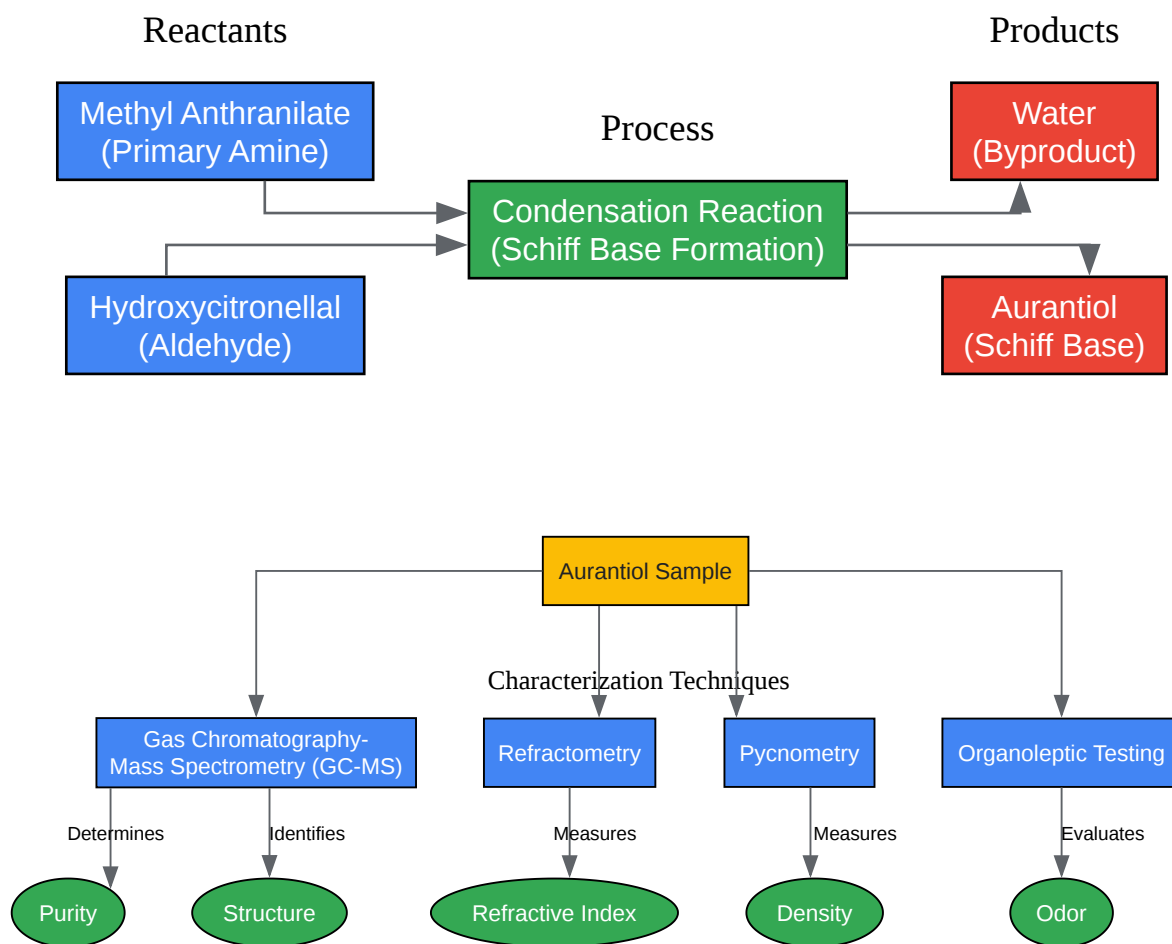 Reactants
Products
Process
Methyl Anthranilate
(Primary Amine)
Water
(Byproduct)
Condensation Reaction
(Schiff Base Formation)
Hydroxycitronellal
(Aldehyde)
Aurantiol
(Schiff Base)
Aurantiol Sample
Characterization Techniques
Gas Chromatography-
Mass Spectrometry (GC-MS)
Refractometry
Pycnometry
Organoleptic Testing
Determines
Identifies
Measures
Measures
Evaluates
Purity
Structure
Refractive Index
Density
Odor